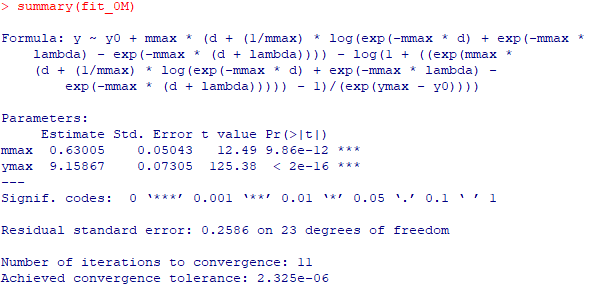 > summary(fit_0M)
Formula: y ~ y0 + mmax * (d + (1/mmax) * log(exp(-mmax * d) + exp(-mmax *
lambda) - exp(-mmax * (d + lambda)))) - log(1 + ((exp(mmax *
(d + (1/mmax) * log(exp(-mmax * d) + exp(-mmax * lambda) -
exp(-mmax * (d + lambda))))) - 1)/(exp(ymax - y0))))
Parameters:
Estimate Std. Error t value Pr(>|t|)
mmax 0.63005 0.05043 12.49 9.86e-12 ***
ymax 9.15867 0.07305 125.38 < 2e-16 ***
---
Signif. codes: 0 ‘***’ 0.001 ‘**’ 0.01 ‘*’ 0.05 ‘.’ 0.1 ‘ ’ 1
Residual standard error: 0.2586 on 23 degrees of freedom
Number of iterations to convergence: 11
Achieved convergence tolerance: 2.325e-06